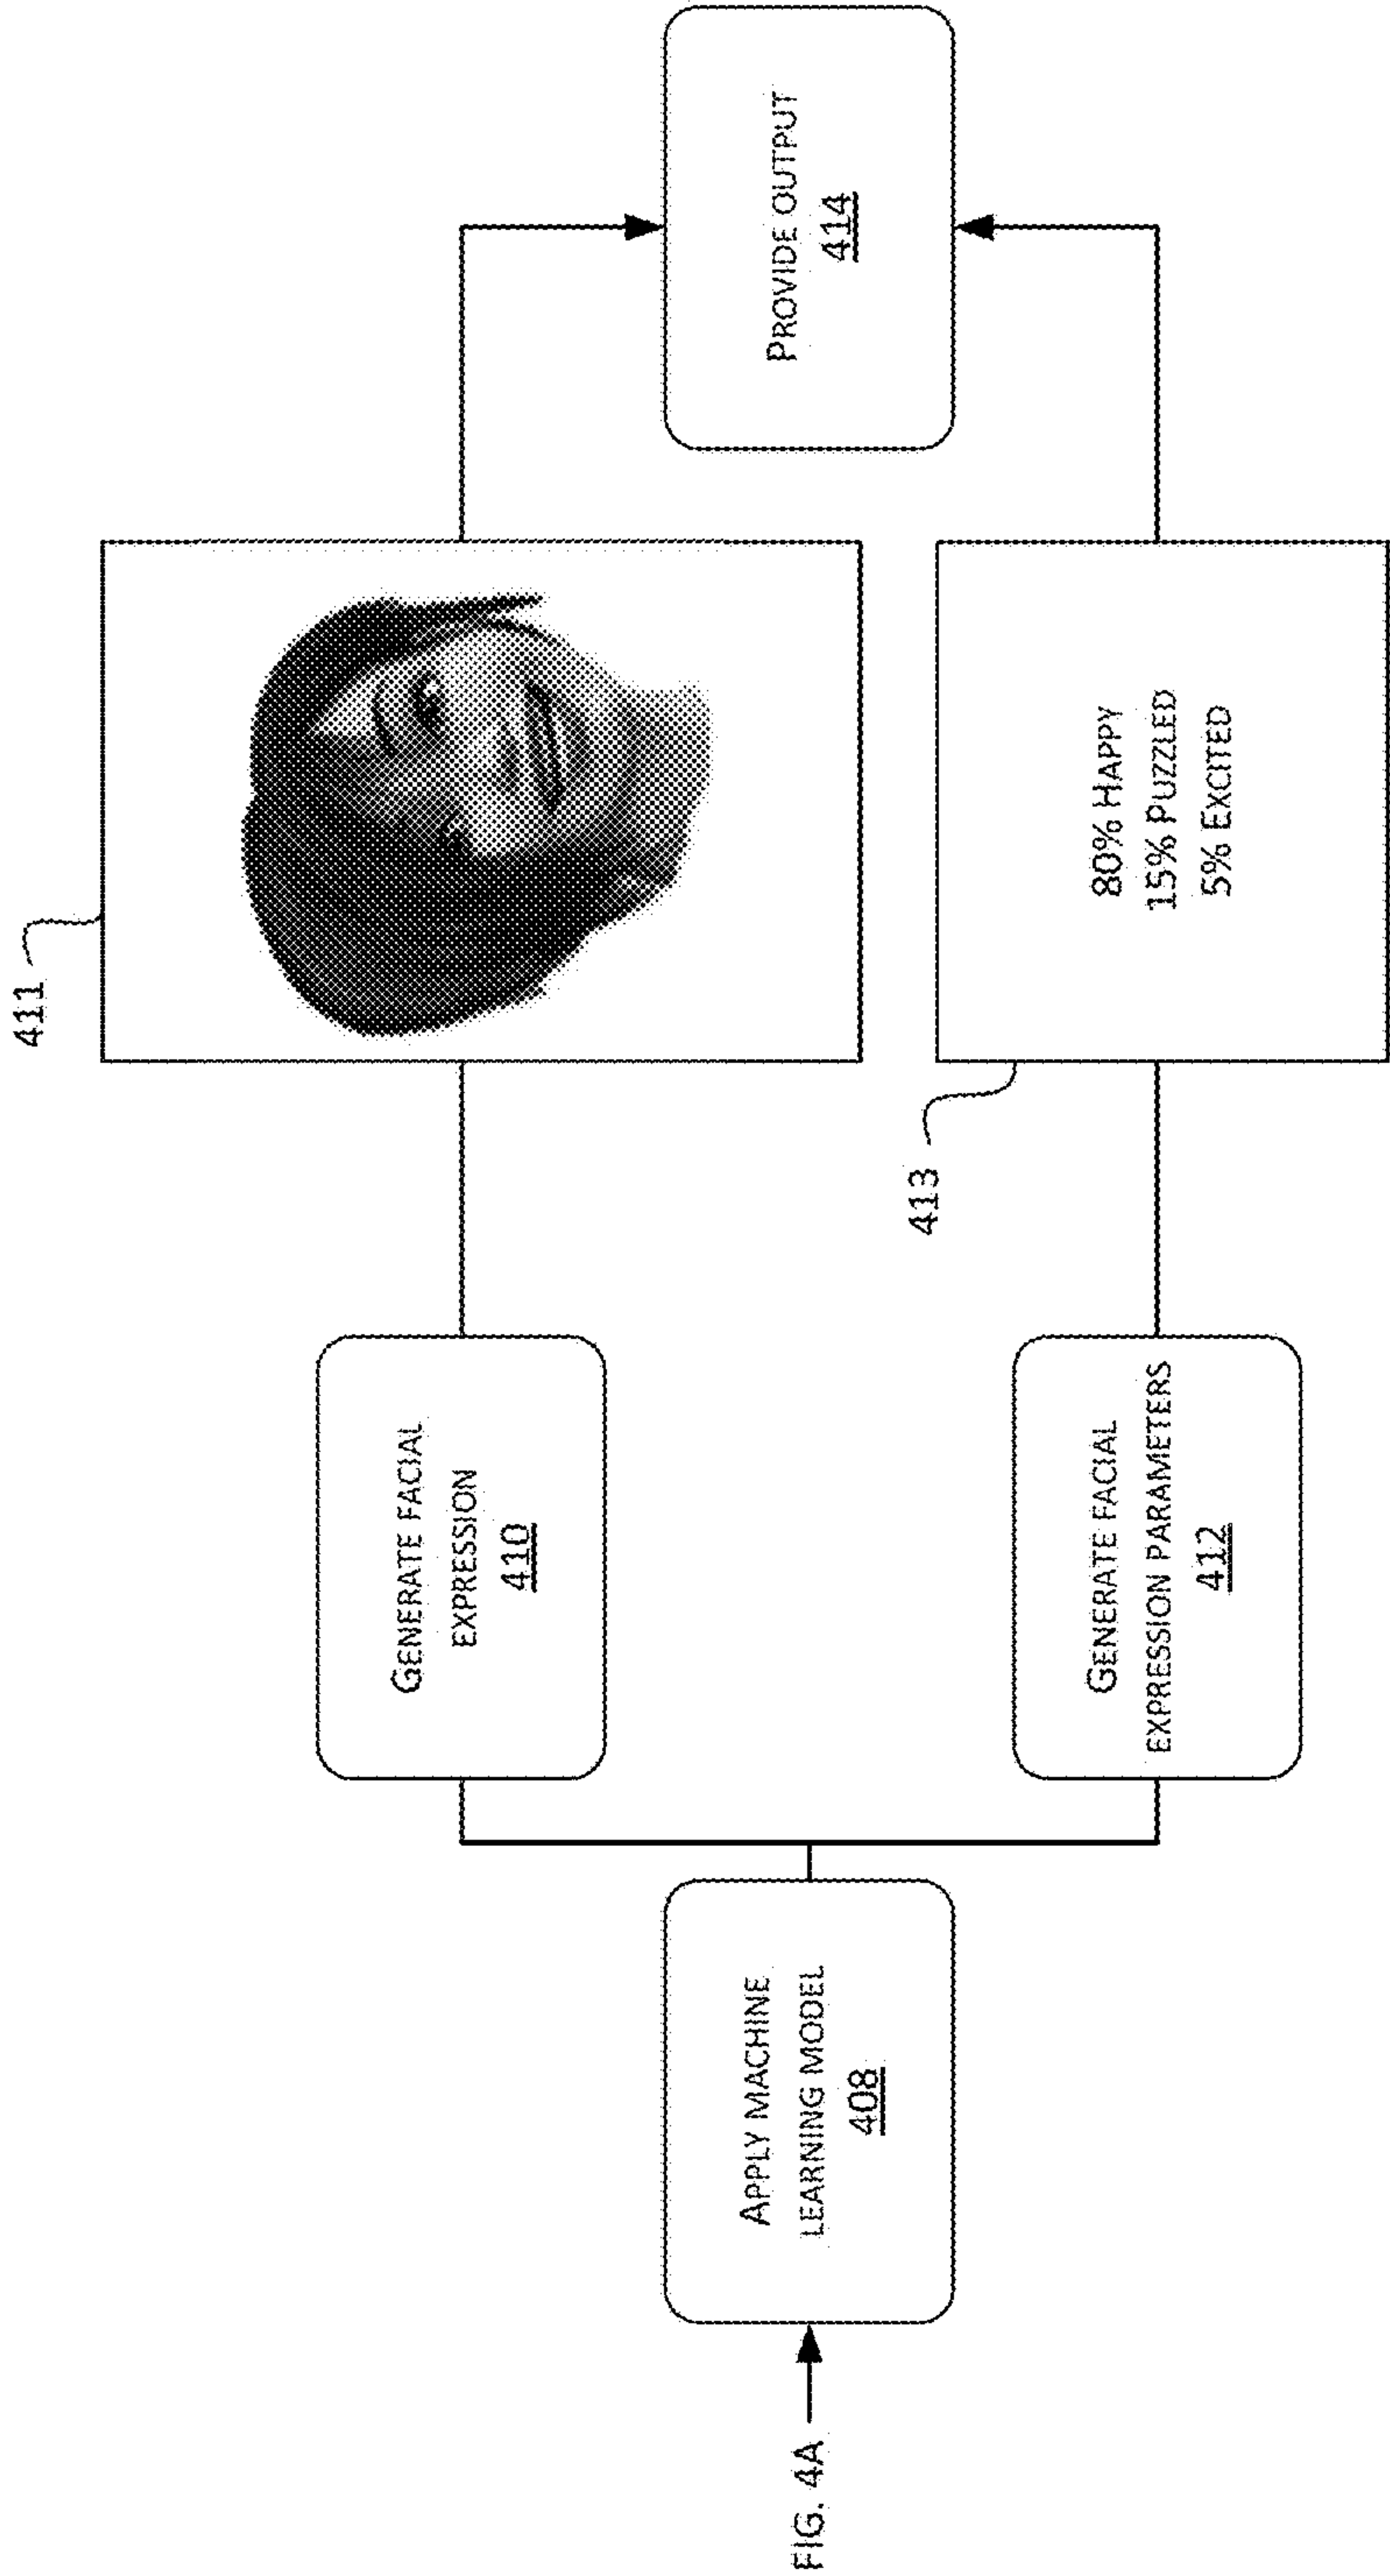 FIG. 4A
APPLY MACHINE
LEARNING MODEL
408
GENERATE FACIAL
EXPRESSION
410
411
GENERATE FACIAL
EXPRESSION PARAMETERS
412
413
80% HAPPY
15% PUZZLED
5% EXCITED
PROVIDE OUTPUT
414